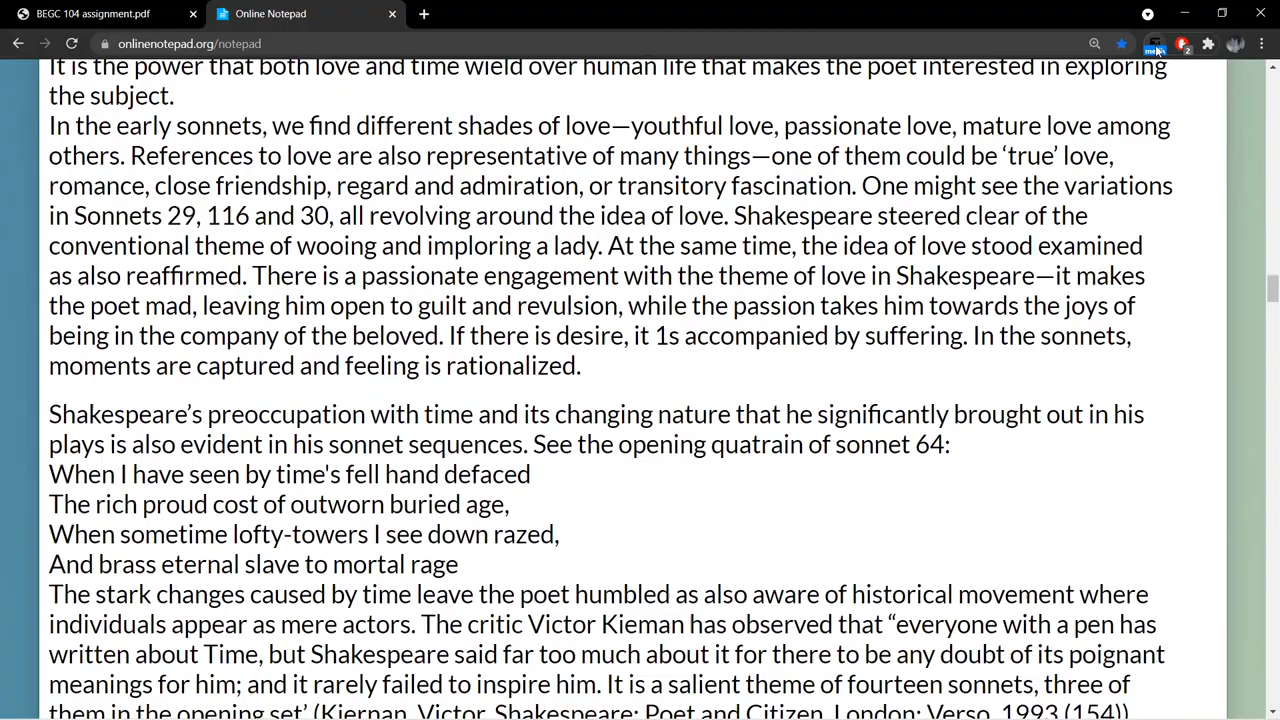 BEGC 104 assignment.pdf
Online Notepad
onlinenotepad.org/notepad
2
It is the power that both love and time wield over human life that makes the poet interested in exploring
the subject.
In the early sonnets, we find different shades of love—youthful love, passionate love, mature love among
others. References to love are also representative of many things—one of them could be ‘true’ love,
romance, close friendship, regard and admiration, or transitory fascination. One might see the variations
in Sonnets 29, 116 and 30, all revolving around the idea of love. Shakespeare steered clear of the
conventional theme of wooing and imploring a lady. At the same time, the idea of love stood examined
as also reaffirmed. There is a passionate engagement with the theme of love in Shakespeare—it makes
the poet mad, leaving him open to guilt and revulsion, while the passion takes him towards the joys of
being in the company of the beloved. If there is desire, it 1s accompanied by suffering. In the sonnets,
moments are captured and feeling is rationalized.
Shakespeare’s preoccupation with time and its changing nature that he significantly brought out in his
plays is also evident in his sonnet sequences. See the opening quatrain of sonnet 64:
When I have seen by time's fell hand defaced
The rich proud cost of outworn buried age,
When sometime lofty-towers I see down razed,
And brass eternal slave to mortal rage
The stark changes caused by time leave the poet humbled as also aware of historical movement where
individuals appear as mere actors. The critic Victor Kieman has observed that “everyone with a pen has
written about Time, but Shakespeare said far too much about it for there to be any doubt of its poignant
meanings for him; and it rarely failed to inspire him. It is a salient theme of fourteen sonnets, three of
them in the opening set’ (Kiernan, Victor, Shakespeare: Poet and Citizen, London: Verso, 1993 (154))